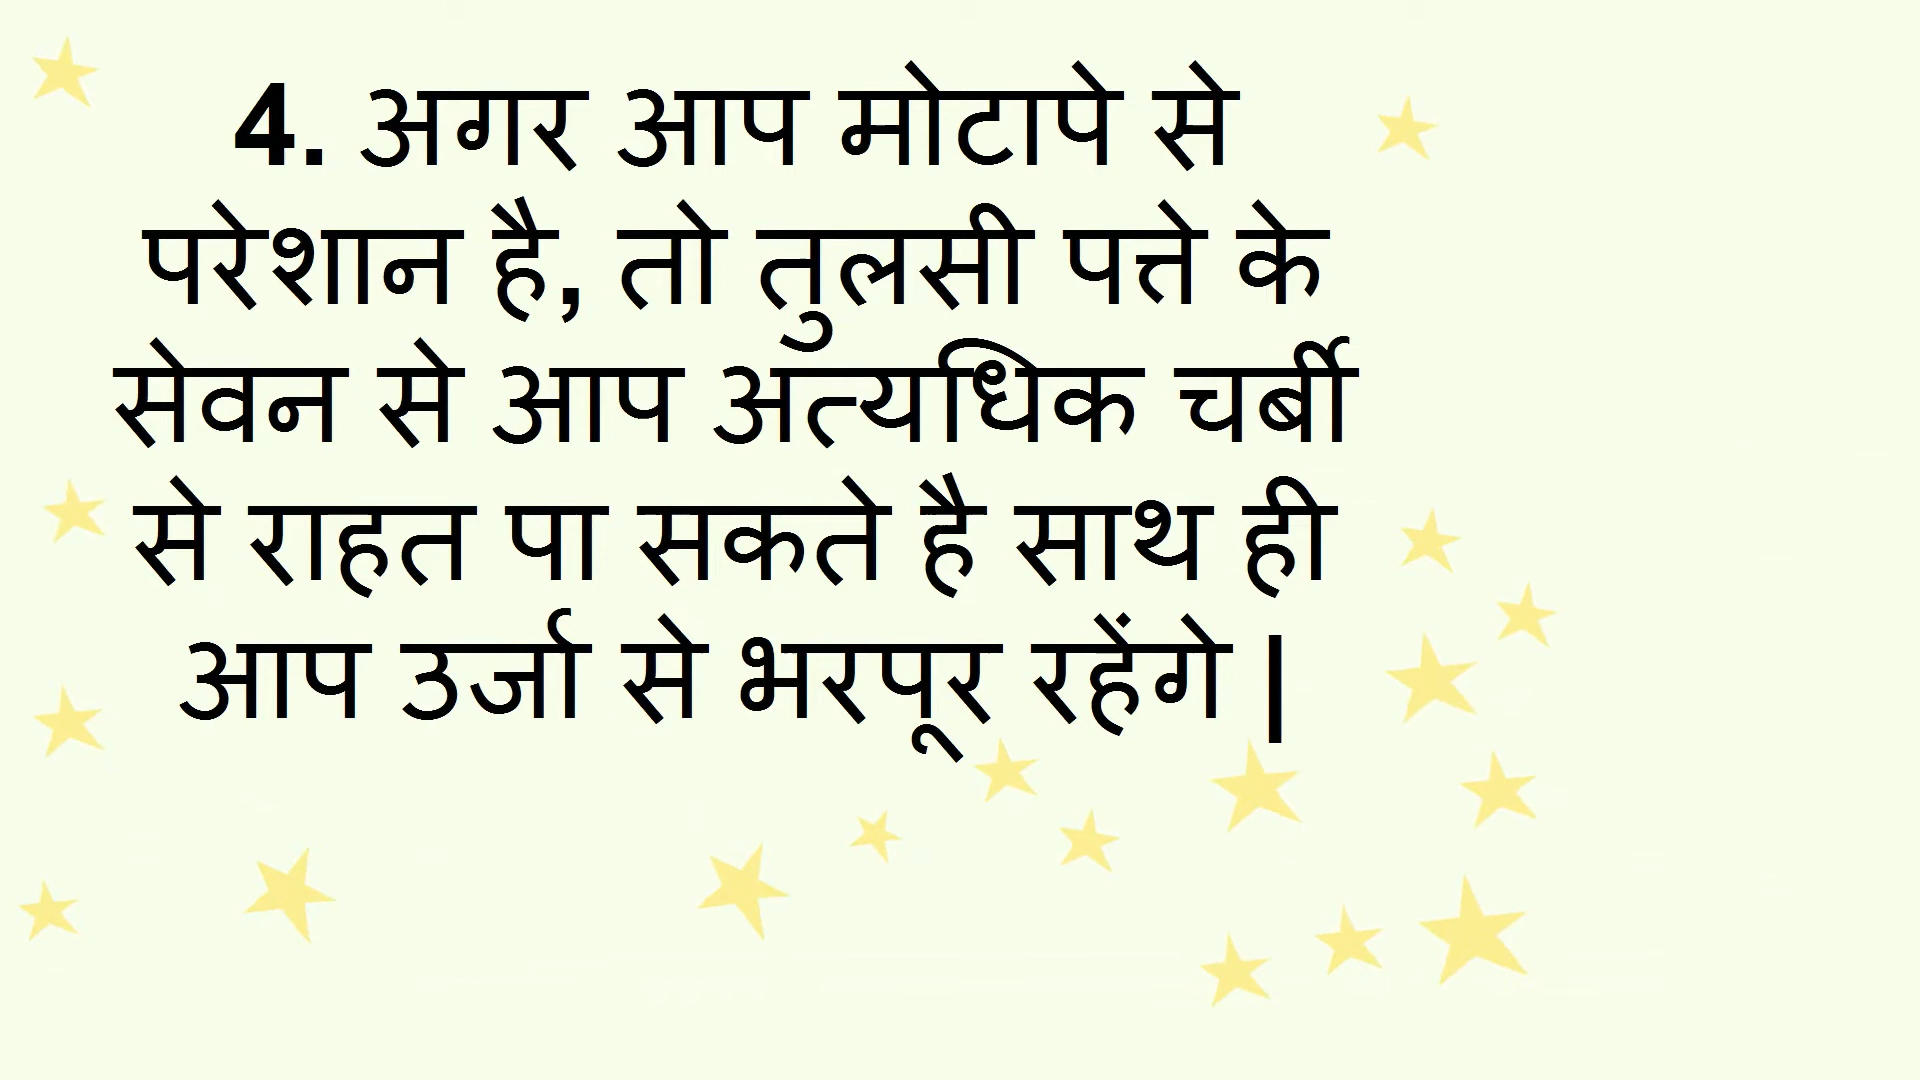 4. अगर आप मोटापे से
परेशान है, तो तुलसी पत्ते के
सेवन से आप अत्यधिक चर्बी
से राहत पा सकते है साथ ही
आप उर्जा से भरपूर रहेंगे |